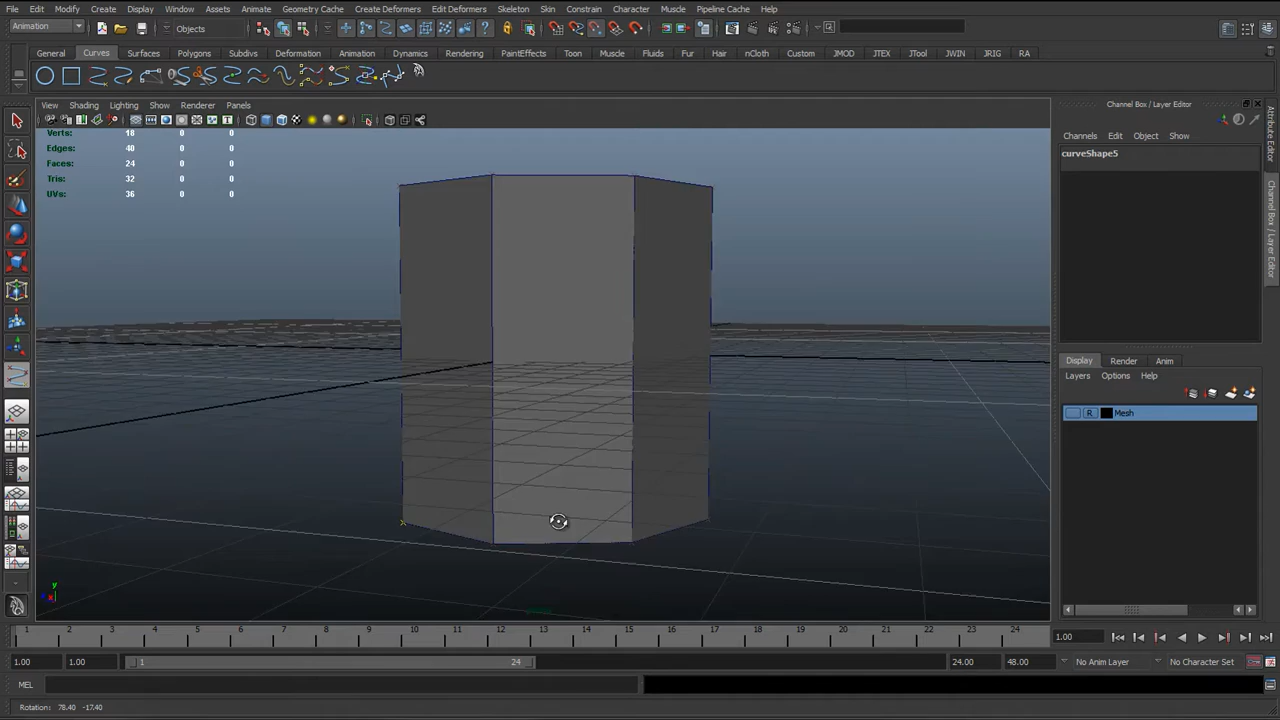 File Edit Modify Create Display Window Assets Animate Geometry Cache Create Deformers Edit Deformers Skeleton Skin Constrain Character Muscle Pipeline Cache Help
Animation Objects
General Curves Surfaces Polygons Subdivs Deformation Animation Dynamics Rendering PaintEffects Toon Muscle Fluids Fur Hair nCloth Custom JMOD JTEX JTool JWIN JRIG RA
View Shading Lighting Show Renderer Panels
Channel Box / Layer Editor
Channels Edit Object Show
curveShape5
Verts: 18 0 0
Edges: 40 0 0
Faces: 24 0 0
Tris: 32 0 0
UVs: 36 0 0
Attribute Editor
Channel Box / Layer Editor
Display Render Anim
Layers Options Help
R Mesh
y
x
1 2 3 4 5 6 7 8 9 10 11 12 13 14 15 16 17 18 19 20 21 22 23 24
1.00
1.00 1.00 1 24 24.00 48.00 No Anim Layer No Character Set
MEL
Rotation: 78.40 -17.40